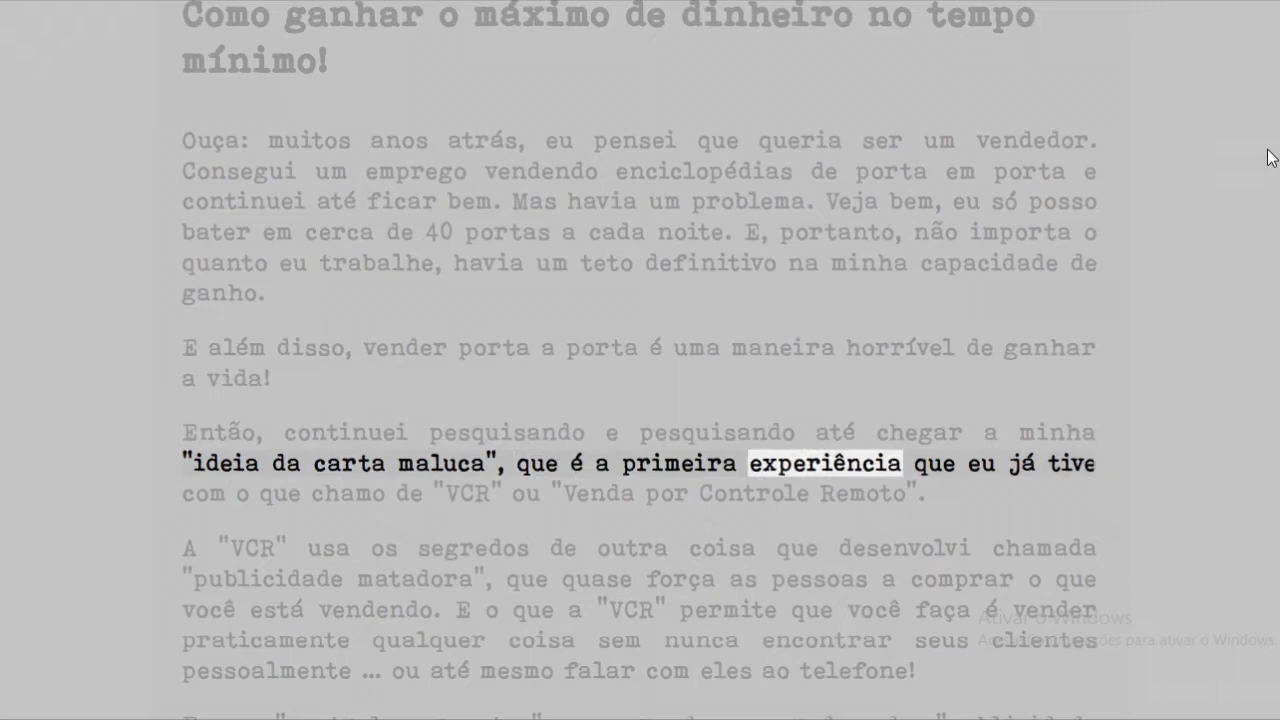 Como ganhar o máximo de dinheiro no tempo
mínimo!
Ouça: muitos anos atrás, eu pensei que queria ser um vendedor.
Consegui um emprego vendendo enciclopédias de porta em porta e
continuei até ficar bem. Mas havia um problema. Veja bem, eu só posso
bater em cerca de 40 portas a cada noite. E, portanto, não importa o
quanto eu trabalhe, havia um teto definitivo na minha capacidade de
ganho.
E além disso, vender porta a porta é uma maneira horrível de ganhar
a vida!
Então, continuei pesquisando e pesquisando até chegar a minha
"ideia da carta maluca", que é a primeira experiência que eu já tive
com o que chamo de "VCR" ou "Venda por Controle Remoto".
A "VCR" usa os segredos de outra coisa que desenvolvi chamada
"publicidade matadora", que quase força as pessoas a comprar o que
você está vendendo. E o que a "VCR" permite que você faça é vender
praticamente qualquer coisa sem nunca encontrar seus clientes
pessoalmente ... ou até mesmo falar com eles ao telefone!
Ativar o Windows
para ativar o Windows.